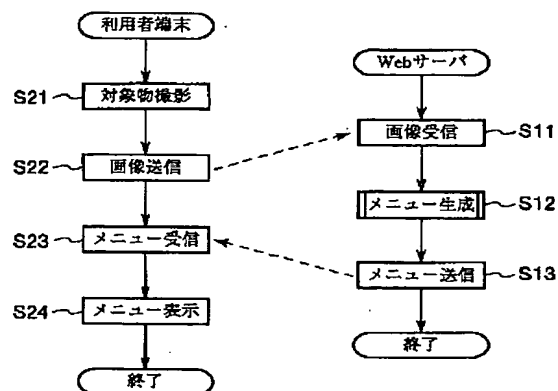 利用者端末
S21 対象物撮影
S22 画像送信
S23 メニュー受信
S24 メニュー表示
終了
Webサーバ
画像受信 S11
メニュー生成 S12
メニュー送信 S13
終了